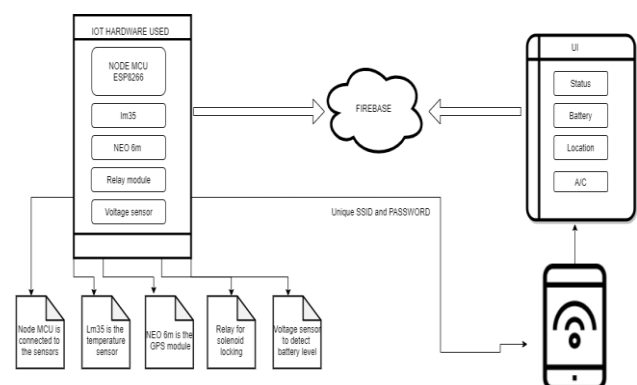 IOT HARDWARE USED
NODE MCU
ESP8266
lm35
NEO 6m
Relay module
Voltage sensor
FIREBASE
UI
Status
Battery
Location
A/C
Unique SSID and PASSWORD
Node MCU is
connected to
the sensors
Lm35 is the
temperature
sensor
NEO 6m is the
GPS module
Relay for
solenoid
locking
Voltage sensor
to detect
battery level